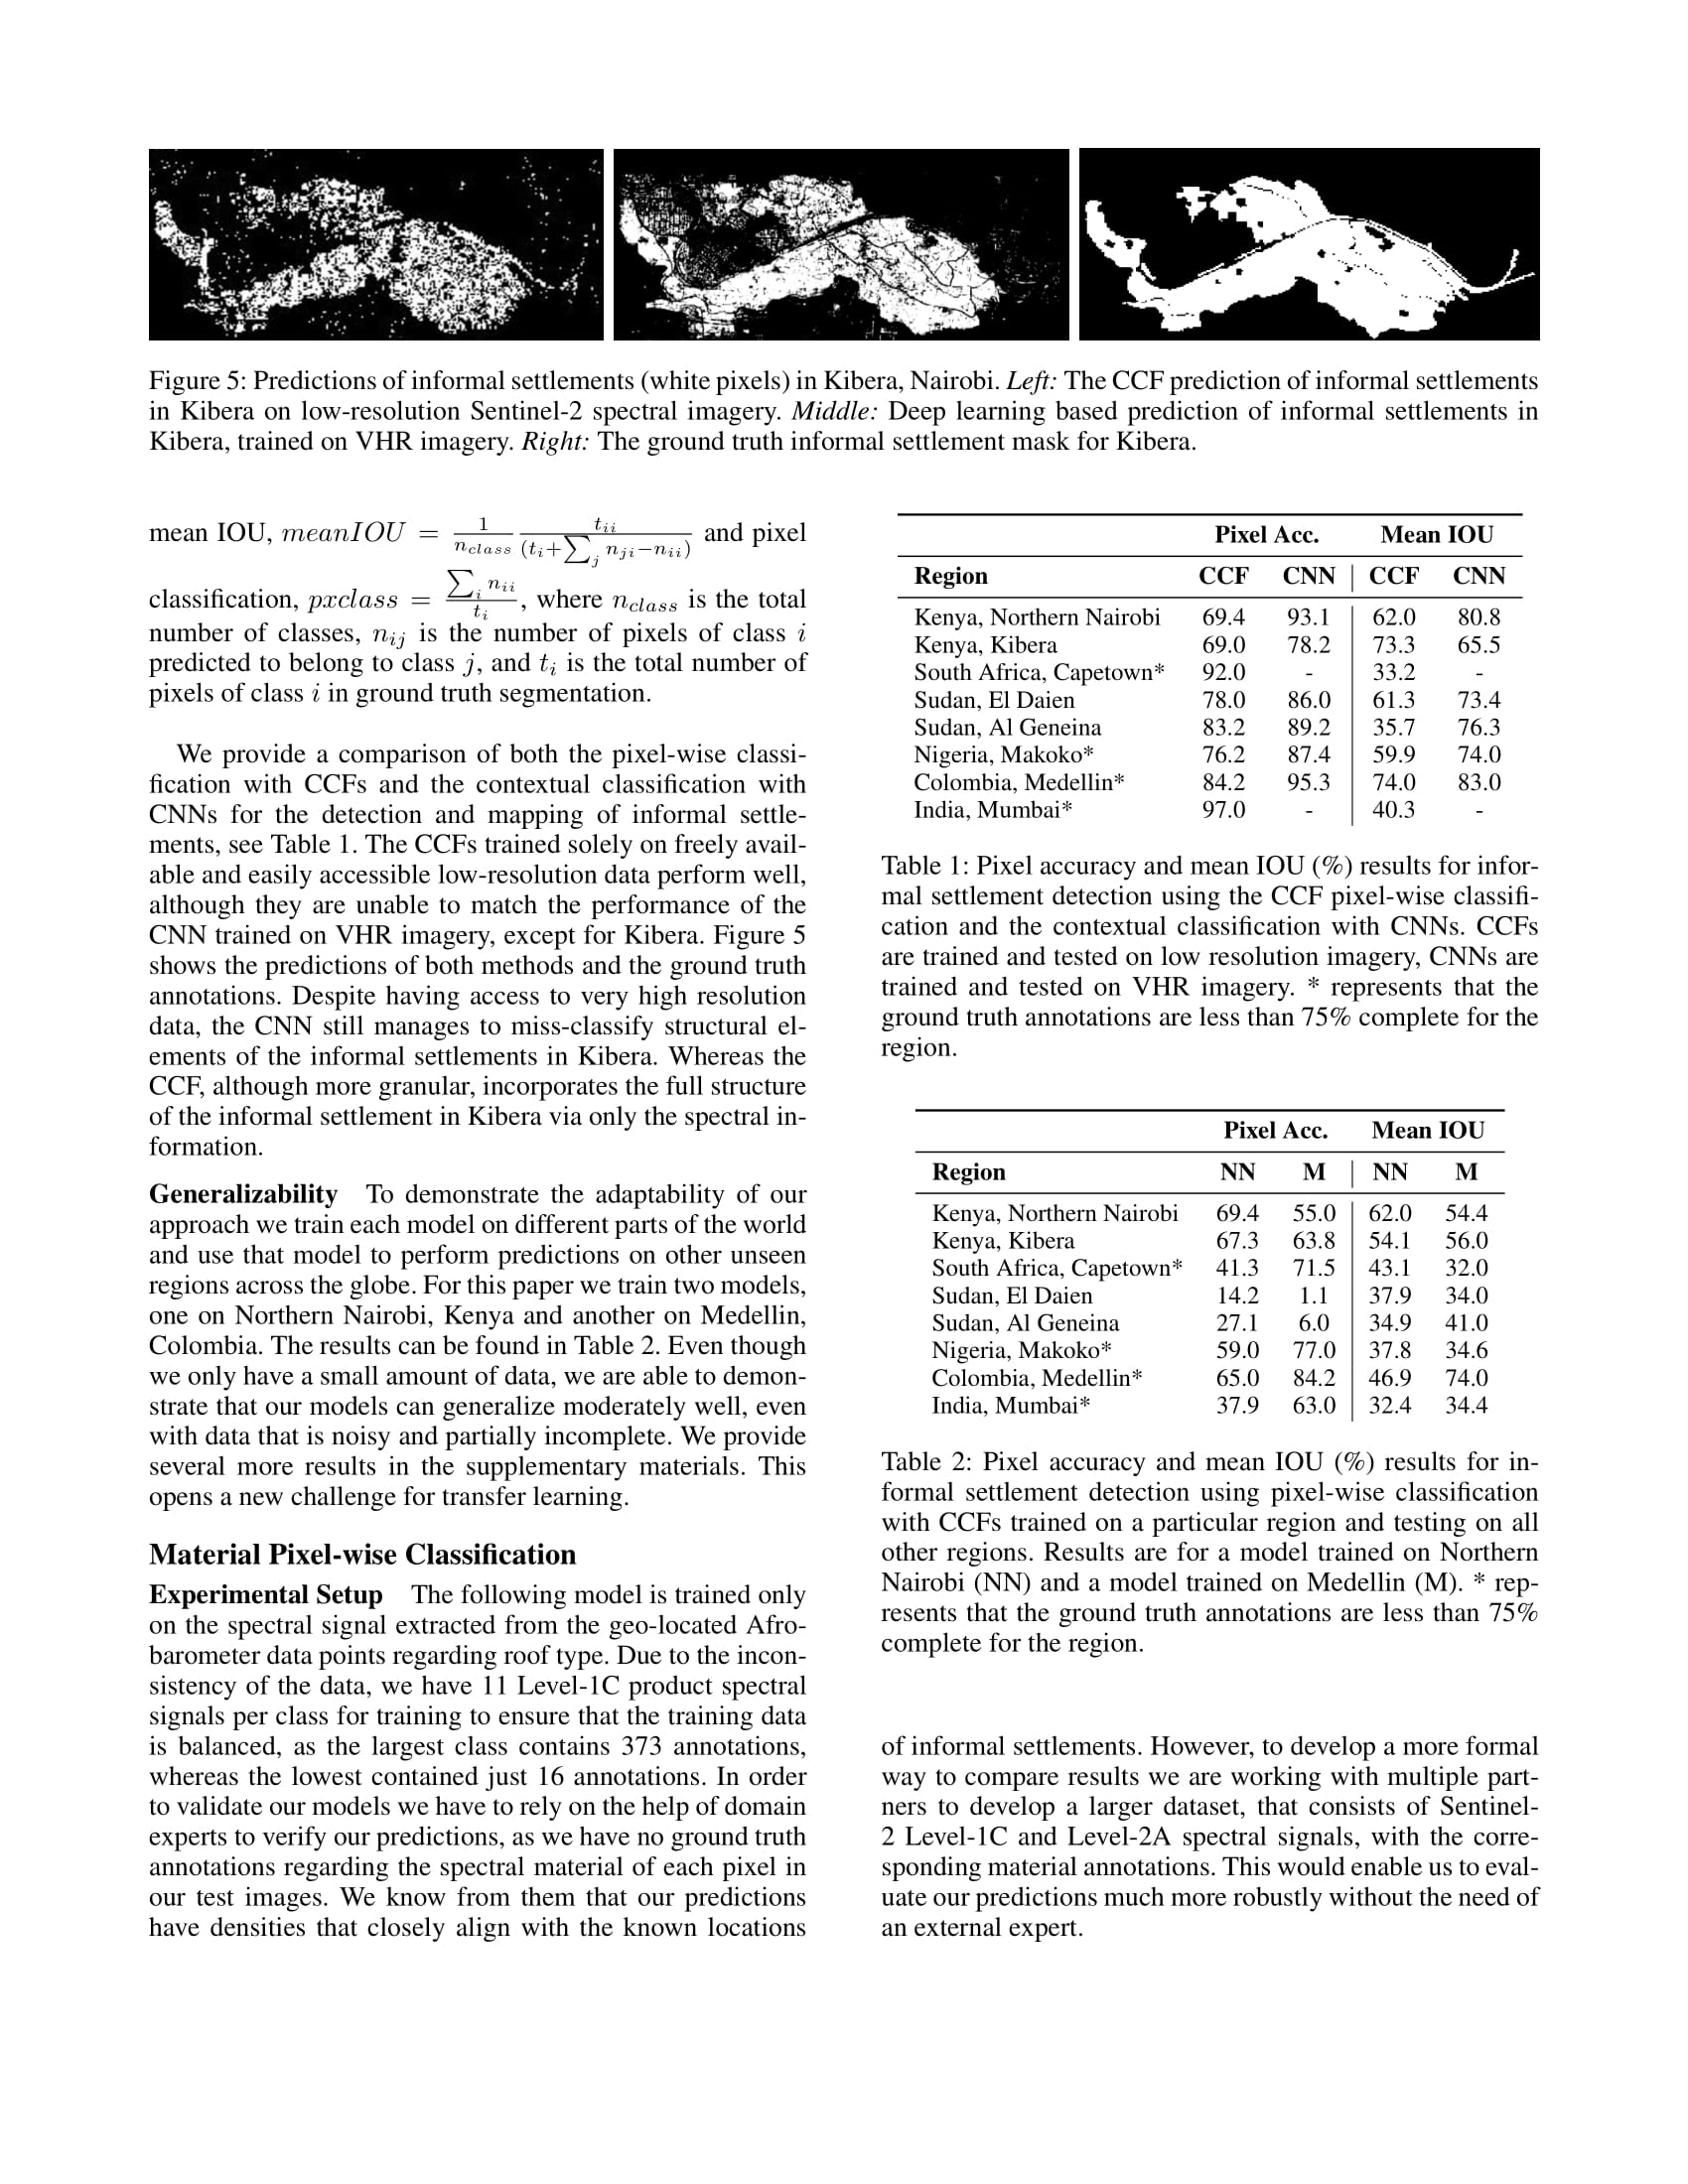 Figure 5: Predictions of informal settlements (white pixels) in Kibera, Nairobi. Left: The CCF prediction of informal settlements
in Kibera on low-resolution Sentinel-2 spectral imagery. Middle: Deep learning based prediction of informal settlements in
Kibera, trained on VHR imagery. Right: The ground truth informal settlement mask for Kibera.
mean IOU, $meanIOU = \frac{1}{n_{class}} \frac{t_{ii}}{(t_i + \sum_j n_{ji} - n_{ii})}$ and pixel
classification, $pxclass = \frac{\sum_i n_{ii}}{t_i}$, where $n_{class}$ is the total
number of classes, $n_{ij}$ is the number of pixels of class $i$
predicted to belong to class $j$, and $t_i$ is the total number of
pixels of class $i$ in ground truth segmentation.
We provide a comparison of both the pixel-wise classi-
fication with CCFs and the contextual classification with
CNNs for the detection and mapping of informal settle-
ments, see Table 1. The CCFs trained solely on freely avail-
able and easily accessible low-resolution data perform well,
although they are unable to match the performance of the
CNN trained on VHR imagery, except for Kibera. Figure 5
shows the predictions of both methods and the ground truth
annotations. Despite having access to very high resolution
data, the CNN still manages to miss-classify structural el-
ements of the informal settlements in Kibera. Whereas the
CCF, although more granular, incorporates the full structure
of the informal settlement in Kibera via only the spectral in-
formation.
Generalizability To demonstrate the adaptability of our
approach we train each model on different parts of the world
and use that model to perform predictions on other unseen
regions across the globe. For this paper we train two models,
one on Northern Nairobi, Kenya and another on Medellin,
Colombia. The results can be found in Table 2. Even though
we only have a small amount of data, we are able to demon-
strate that our models can generalize moderately well, even
with data that is noisy and partially incomplete. We provide
several more results in the supplementary materials. This
opens a new challenge for transfer learning.
Material Pixel-wise Classification
Experimental Setup The following model is trained only
on the spectral signal extracted from the geo-located Afro-
barometer data points regarding roof type. Due to the incon-
sistency of the data, we have 11 Level-1C product spectral
signals per class for training to ensure that the training data
is balanced, as the largest class contains 373 annotations,
whereas the lowest contained just 16 annotations. In order
to validate our models we have to rely on the help of domain
experts to verify our predictions, as we have no ground truth
annotations regarding the spectral material of each pixel in
our test images. We know from them that our predictions
have densities that closely align with the known locations
Pixel Acc. Mean IOU
Region CCF CNN CCF CNN
Kenya, Northern Nairobi 69.4 93.1 62.0 80.8
Kenya, Kibera 69.0 78.2 73.3 65.5
South Africa, Capetown* 92.0 - 33.2 -
Sudan, El Daien 78.0 86.0 61.3 73.4
Sudan, Al Geneina 83.2 89.2 35.7 76.3
Nigeria, Makoko* 76.2 87.4 59.9 74.0
Colombia, Medellin* 84.2 95.3 74.0 83.0
India, Mumbai* 97.0 - 40.3 -
Table 1: Pixel accuracy and mean IOU (%) results for infor-
mal settlement detection using the CCF pixel-wise classifi-
cation and the contextual classification with CNNs. CCFs
are trained and tested on low resolution imagery, CNNs are
trained and tested on VHR imagery. * represents that the
ground truth annotations are less than 75% complete for the
region.
Pixel Acc. Mean IOU
Region NN M NN M
Kenya, Northern Nairobi 69.4 55.0 62.0 54.4
Kenya, Kibera 67.3 63.8 54.1 56.0
South Africa, Capetown* 41.3 71.5 43.1 32.0
Sudan, El Daien 14.2 1.1 37.9 34.0
Sudan, Al Geneina 27.1 6.0 34.9 41.0
Nigeria, Makoko* 59.0 77.0 37.8 34.6
Colombia, Medellin* 65.0 84.2 46.9 74.0
India, Mumbai* 37.9 63.0 32.4 34.4
Table 2: Pixel accuracy and mean IOU (%) results for in-
formal settlement detection using pixel-wise classification
with CCFs trained on a particular region and testing on all
other regions. Results are for a model trained on Northern
Nairobi (NN) and a model trained on Medellin (M). * rep-
resents that the ground truth annotations are less than 75%
complete for the region.
of informal settlements. However, to develop a more formal
way to compare results we are working with multiple part-
ners to develop a larger dataset, that consists of Sentinel-
2 Level-1C and Level-2A spectral signals, with the corre-
sponding material annotations. This would enable us to eval-
uate our predictions much more robustly without the need of
an external expert.